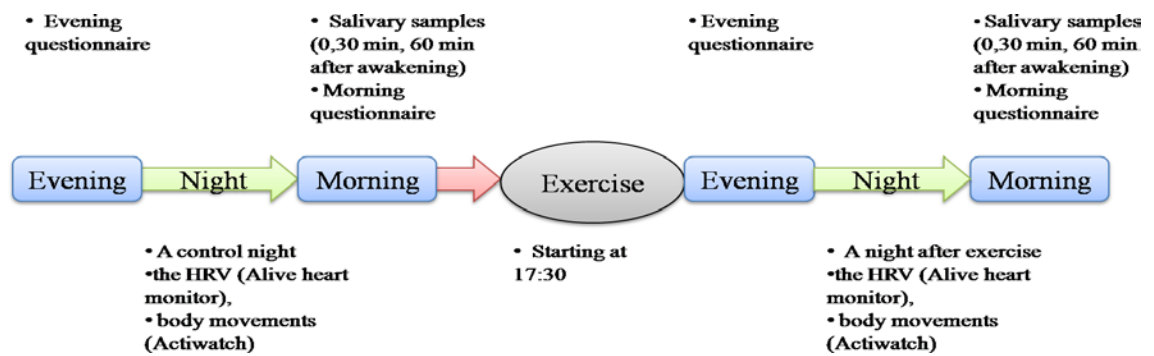 • Evening
questionnaire
• Salivary samples
(0,30 min, 60 min
after awakening)
• Morning
questionnaire
• Evening
questionnaire
• Salivary samples
(0,30 min, 60 min
after awakening)
• Morning
questionnaire
Evening
Night
Morning
Exercise
Evening
Night
Morning
• A control night
•the HRV (Alive heart
monitor),
• body movements
(Actiwatch)
• Starting at
17:30
• A night after exercise
•the HRV (Alive heart
monitor),
• body movements
(Actiwatch)